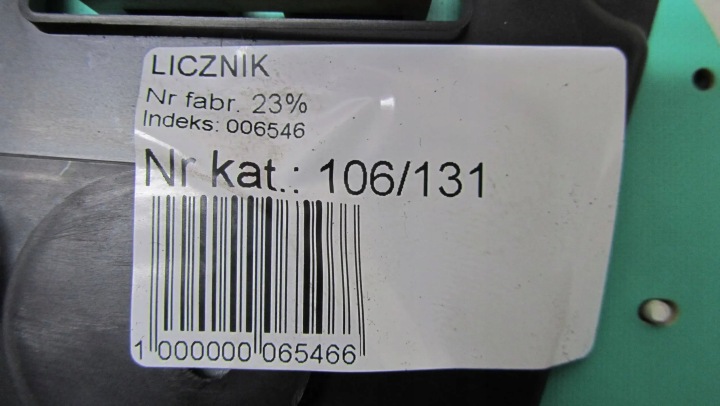 LICZNIK
Nr fabr. 23%
Indeks: 006546
Nr kat.: 106/131
1 000000 065466